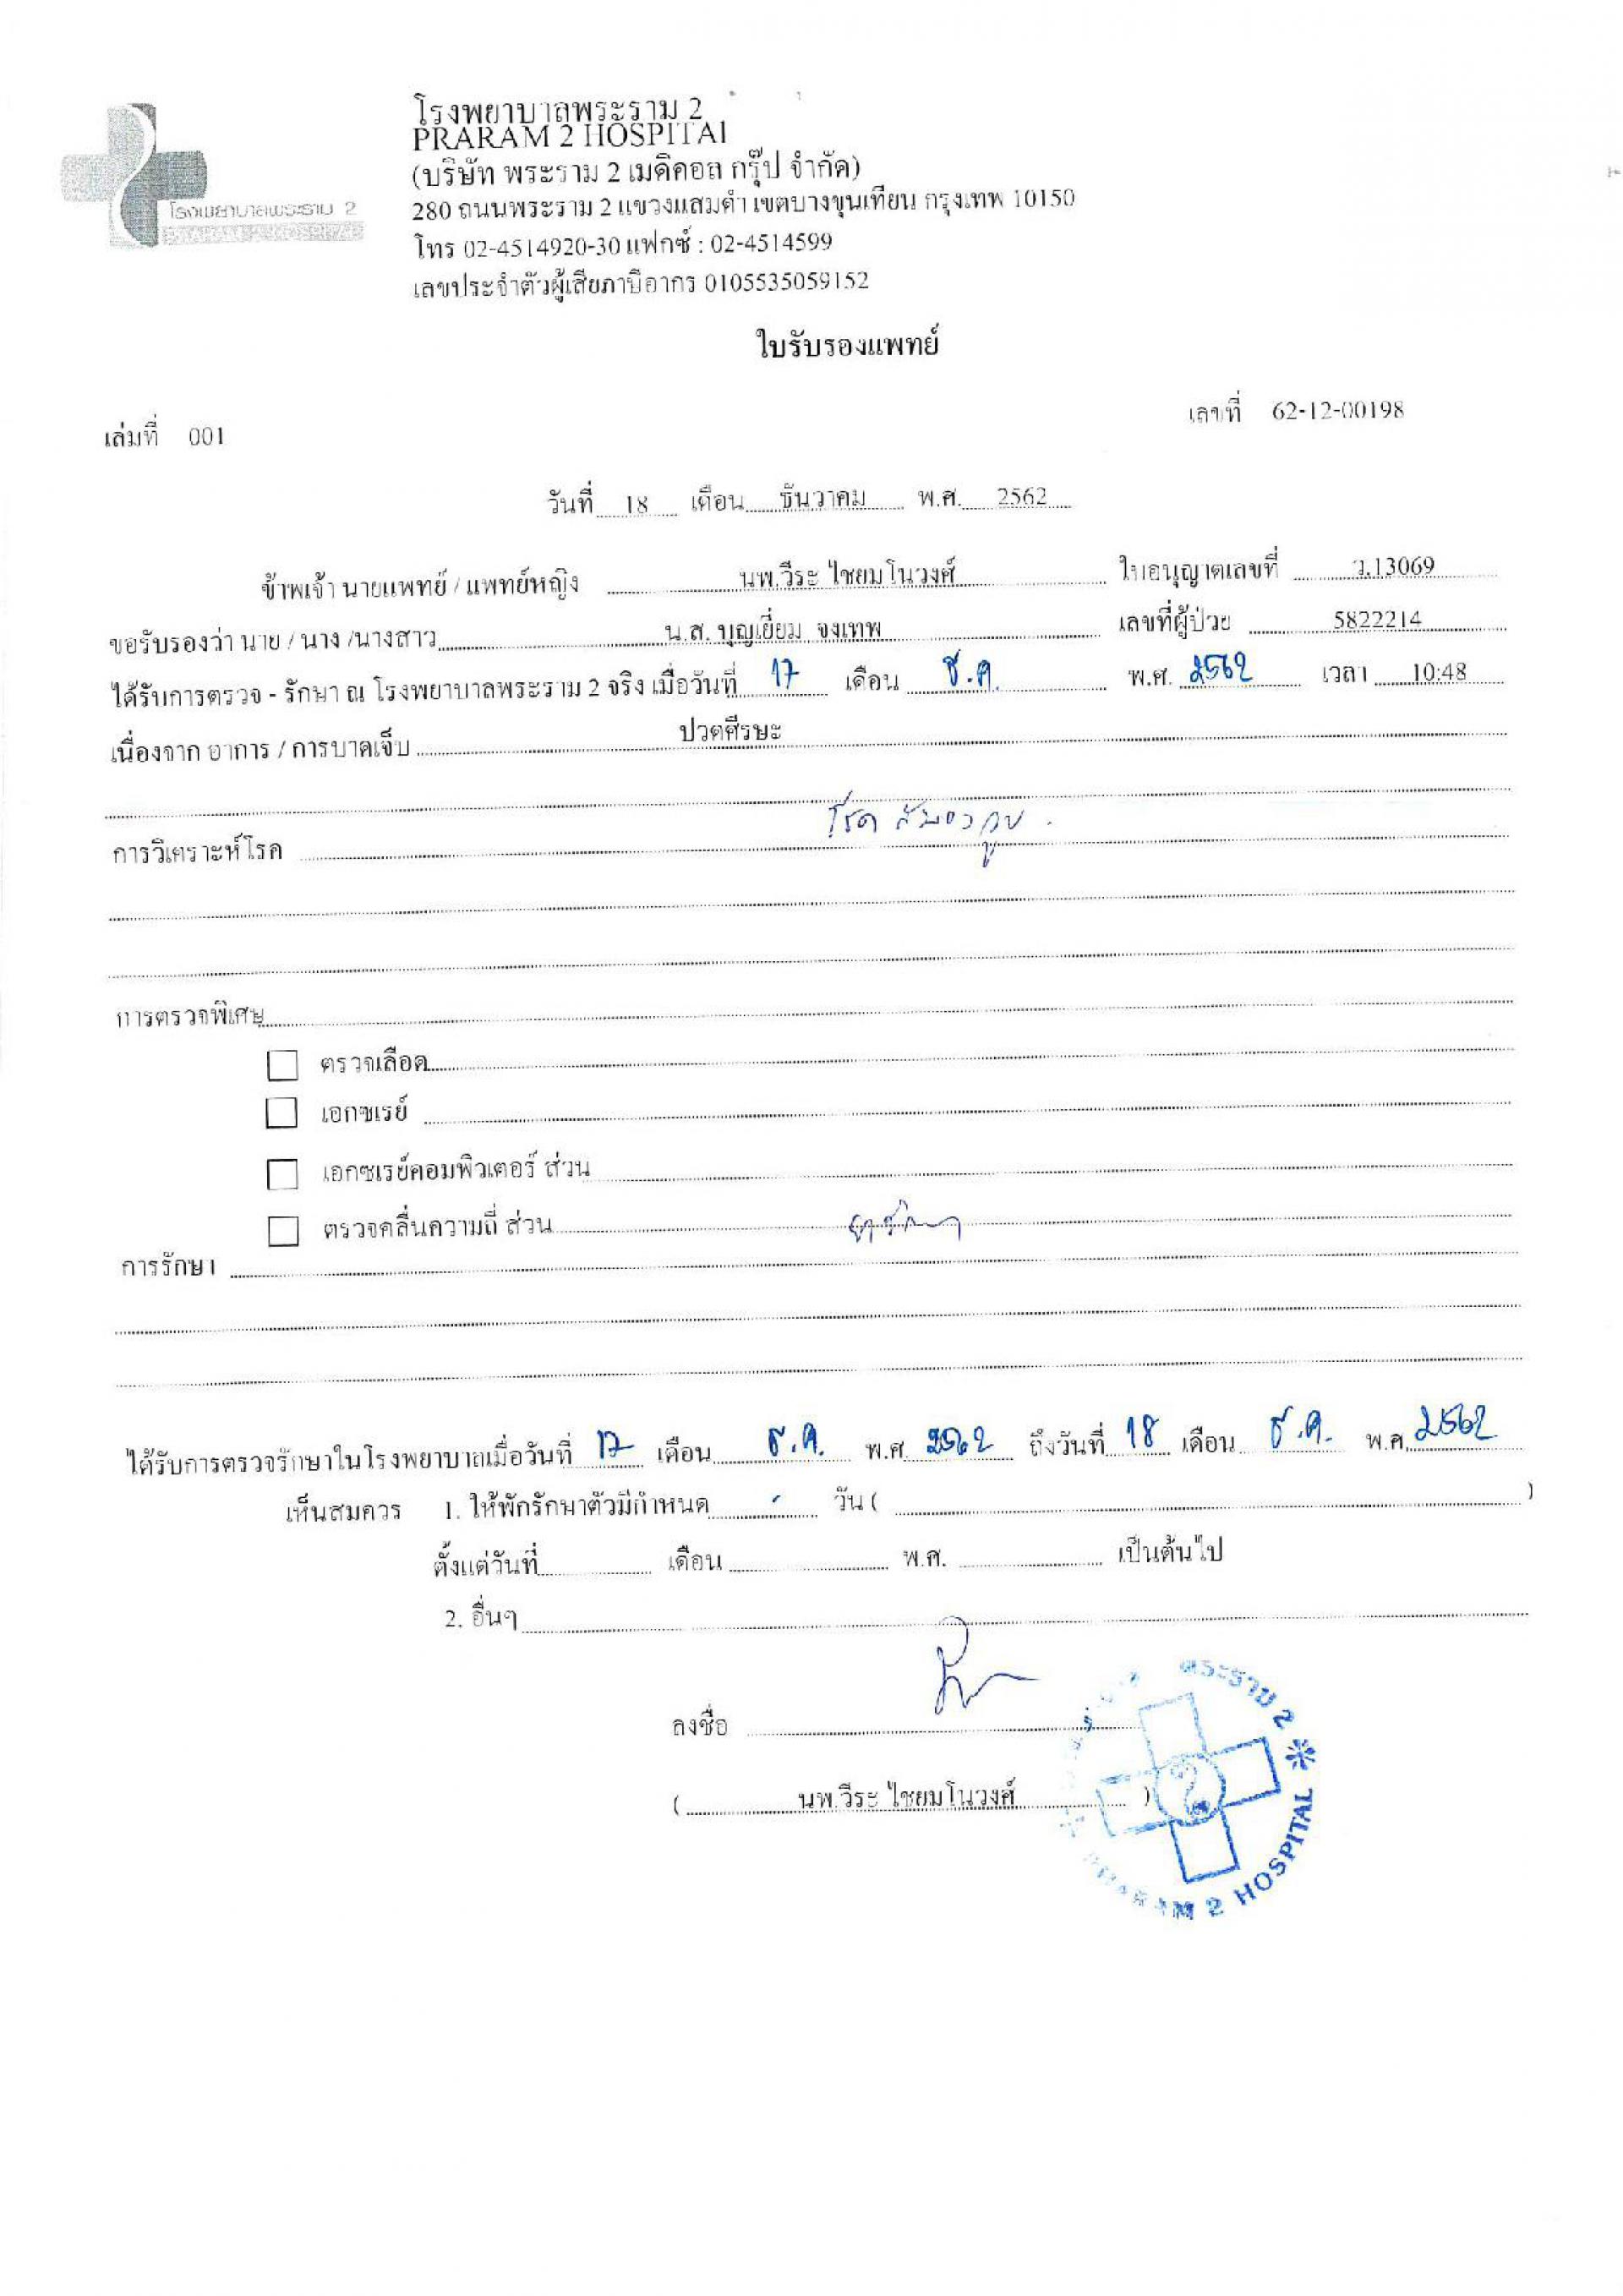 โรงพยาบาลพระราม 2
PRARAM 2 HOSPITAL
(บริษัท พระราม 2 เมดิคอล กรุ๊ป จำกัด)
โรงพยาบาลพระราม 2
PRARAM 2 HOSPITAL
280 ถนนพระราม 2 แขวงแสมดำ เขตบางขุนเทียน กรุงเทพ 10150
โทร 02-4514920-30 แฟกซ์ : 02-4514599
เลขประจำตัวผู้เสียภาษีอากร 0105535059152
ใบรับรองแพทย์
เล่มที่ 001 เลขที่ 62-12-00198
วันที่ 18 เดือน ธันวาคม พ.ศ. 2562
ข้าพเจ้า นายแพทย์ / แพทย์หญิง นพ.วีระ ไชยมโนวงศ์ ใบอนุญาตเลขที่ ว.13069
ขอรับรองว่า นาย / นาง /นางสาว น.ส. บุญเยี่ยม จงเทพ เลขที่ผู้ป่วย 5822214
ได้รับการตรวจ - รักษา ณ โรงพยาบาลพระราม 2 จริง เมื่อวันที่ 17 เดือน ธ.ค. พ.ศ. 2562 เวลา 10:48
เนื่องจาก อาการ / การบาดเจ็บ ปวดศีรษะ
การวิเคราะห์โรค โรค
การตรวจพิเศษ
ตรวจเลือด
เอกซเรย์
เอกซเรย์คอมพิวเตอร์ ส่วน
ตรวจคลื่นความถี่ ส่วน
การรักษา
ได้รับการตรวจรักษาในโรงพยาบาลเมื่อวันที่ 17 เดือน ธ.ค. พ.ศ 2562 ถึงวันที่ 18 เดือน ธ.ค. พ.ศ 2562
เห็นสมควร 1. ให้พักรักษาตัวมีกำหนด - วัน ( )
ตั้งแต่วันที่ เดือน พ.ศ. เป็นต้นไป
2. อื่นๆ
ลงชื่อ
( นพ.วีระ ไชยมโนวงศ์ )
พระราม 2
PRARAM 2 HOSPITAL